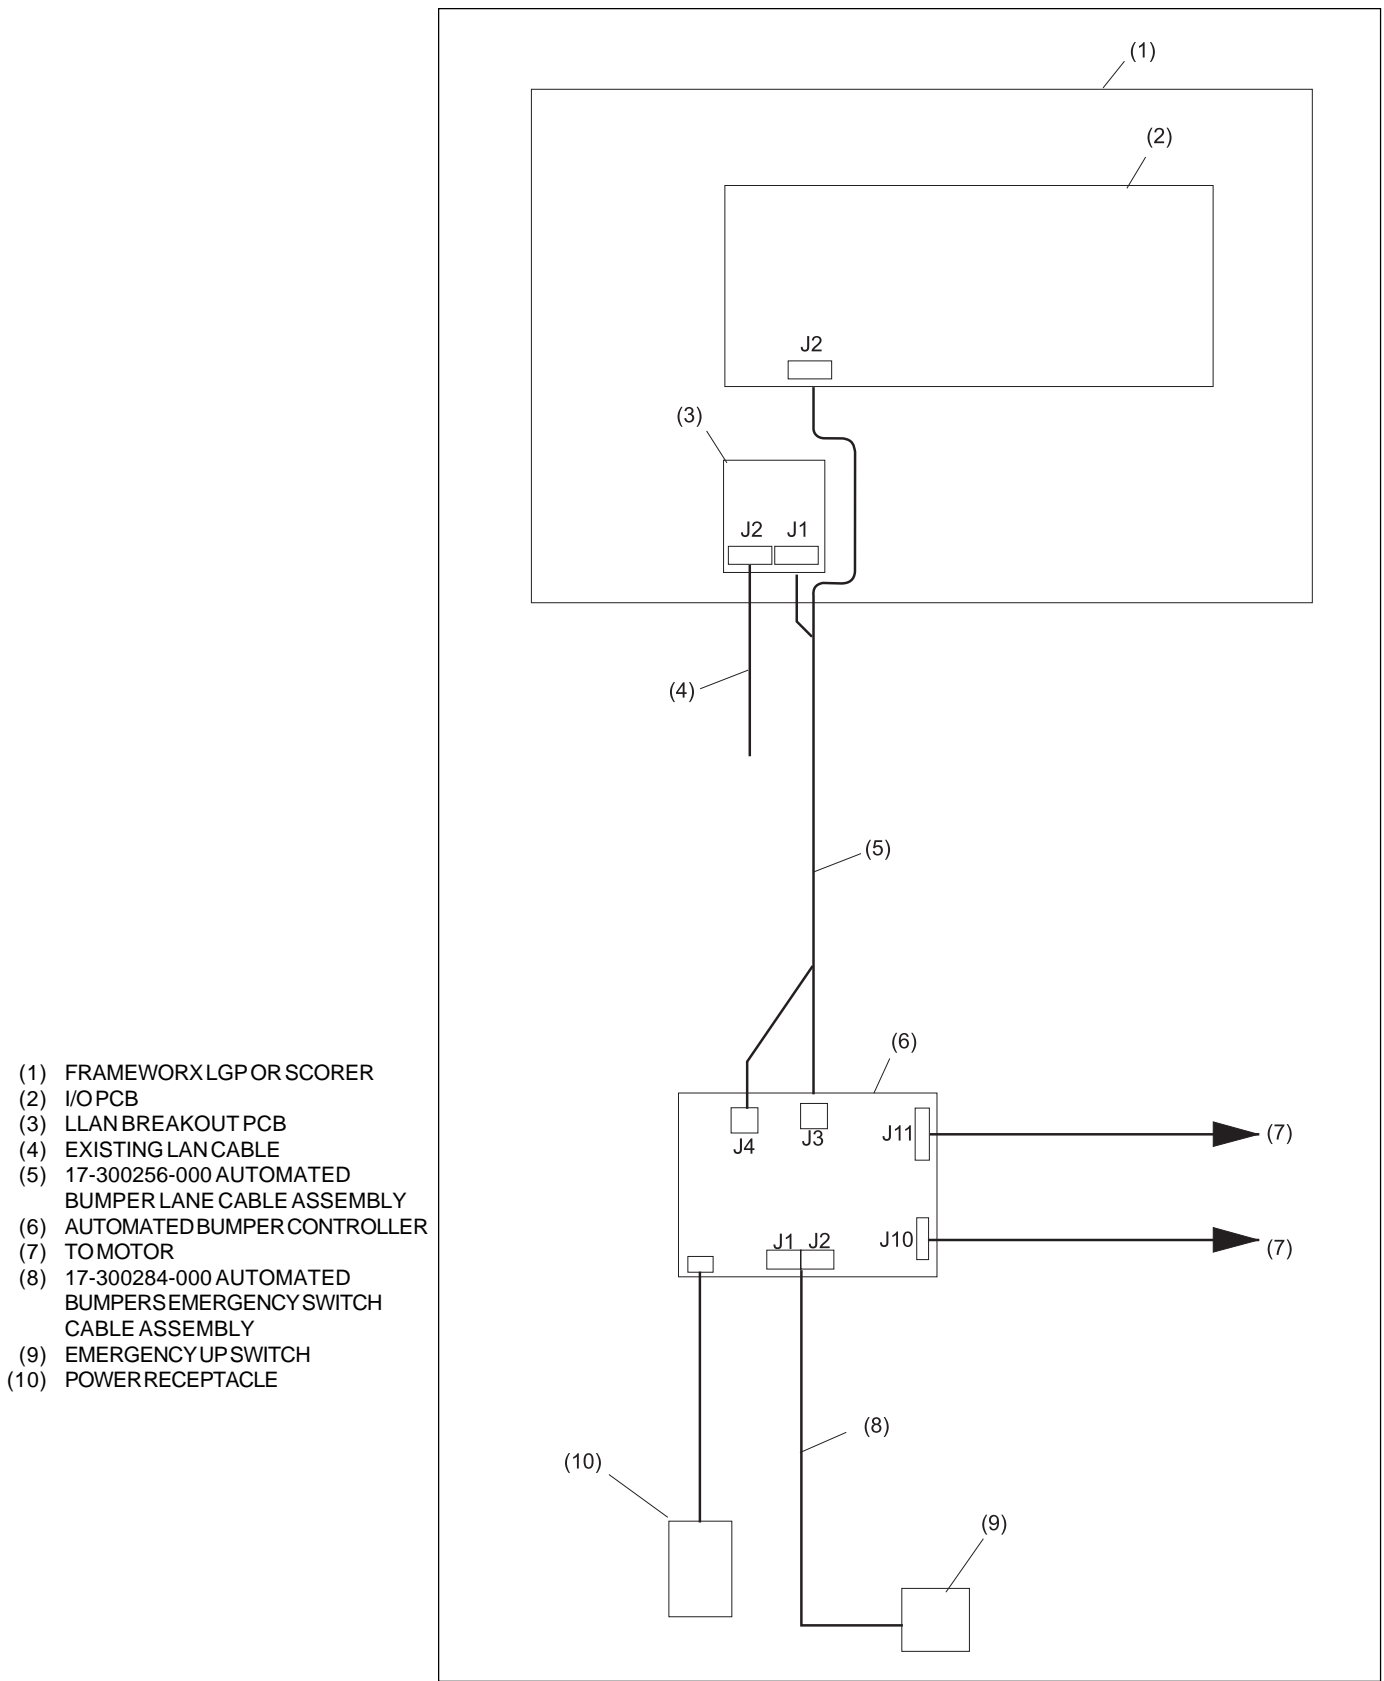 (1)
(2)
J2
(3)
J2 J1
(4)
(5)
(6)
J4 J3 J11 (7)
J10 (7)
J1 J2
(8)
(10)
(9)
(1) FRAMEWORX LGP OR SCORER
(2) I/O PCB
(3) LLAN BREAKOUT PCB
(4) EXISTING LAN CABLE
(5) 17-300256-000 AUTOMATED
BUMPER LANE CABLE ASSEMBLY
(6) AUTOMATED BUMPER CONTROLLER
(7) TO MOTOR
(8) 17-300284-000 AUTOMATED
BUMPERS EMERGENCY SWITCH
CABLE ASSEMBLY
(9) EMERGENCY UP SWITCH
(10) POWER RECEPTACLE